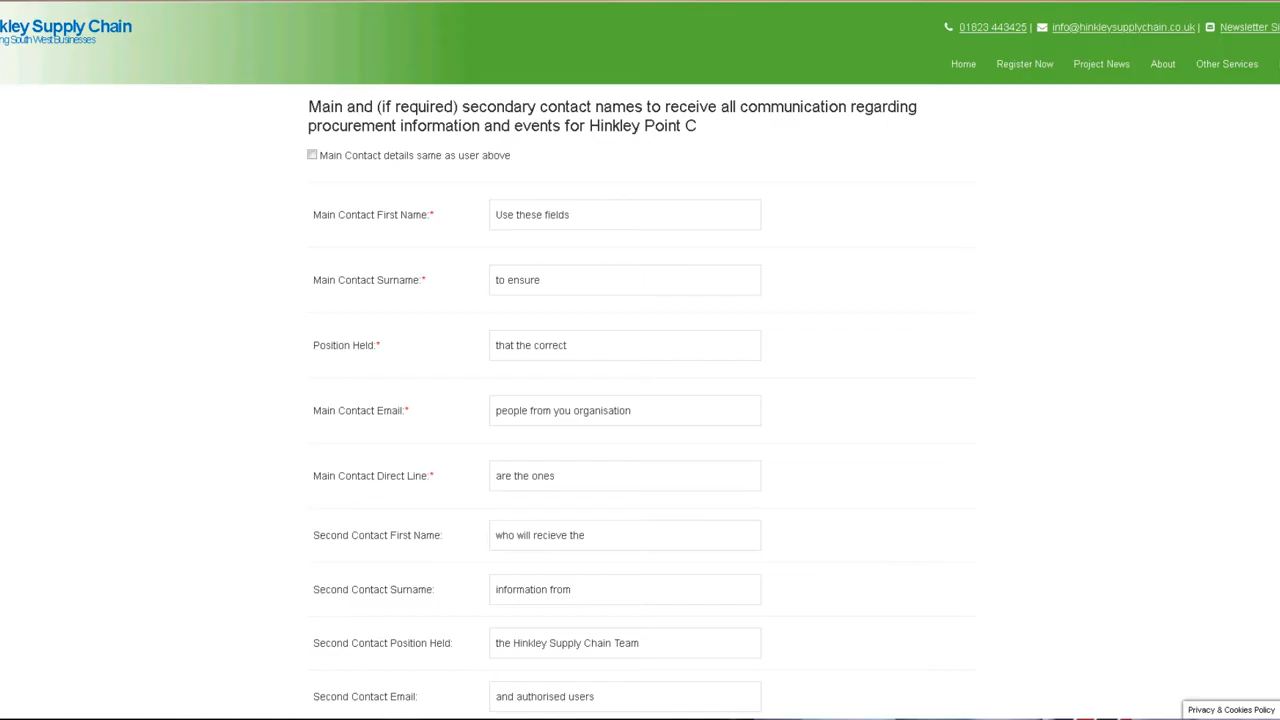 kley Supply Chain
ng South West Businesses
01823 443425 | info@hinkleysupplychain.co.uk | Newsletter Si
Home Register Now Project News About Other Services
Main and (if required) secondary contact names to receive all communication regarding
procurement information and events for Hinkley Point C
Main Contact details same as user above
Main Contact First Name:* Use these fields
Main Contact Surname:* to ensure
Position Held:* that the correct
Main Contact Email:* people from you organisation
Main Contact Direct Line:* are the ones
Second Contact First Name: who will recieve the
Second Contact Surname: information from
Second Contact Position Held: the Hinkley Supply Chain Team
Second Contact Email: and authorised users
Privacy & Cookies Policy